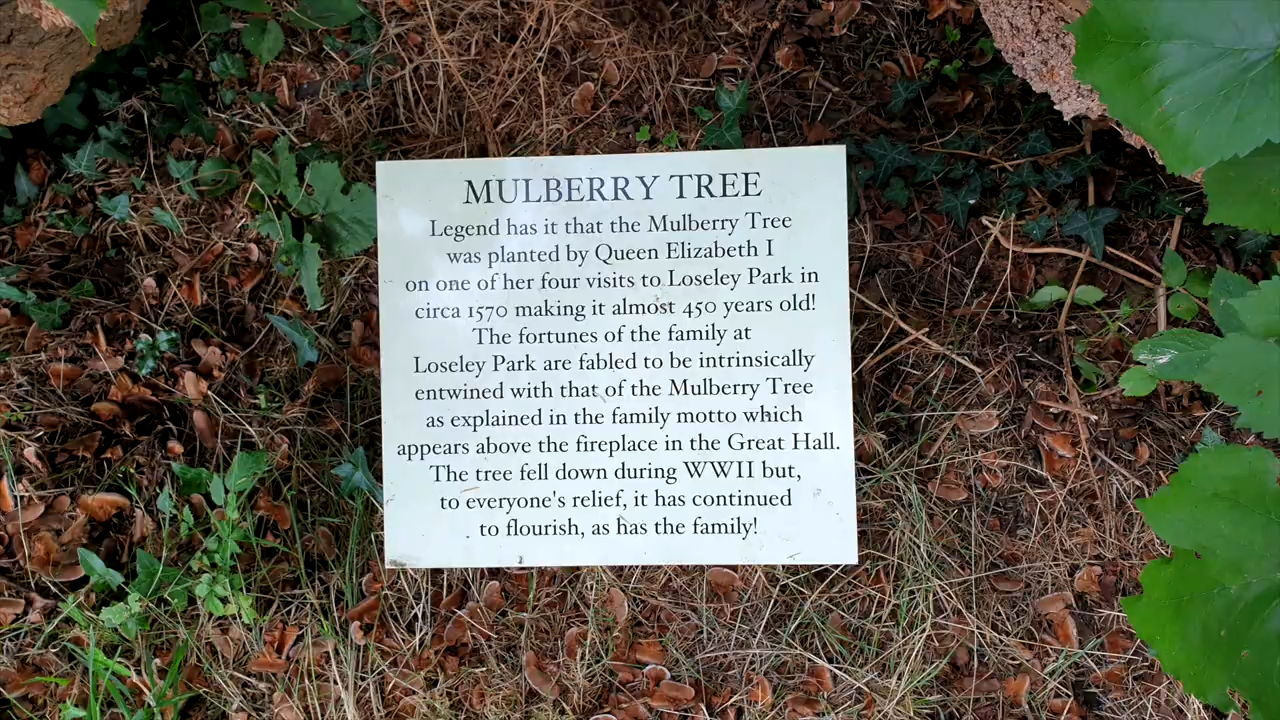 MULBERRY TREE
Legend has it that the Mulberry Tree
was planted by Queen Elizabeth I
on one of her four visits to Loseley Park in
circa 1570 making it almost 450 years old!
The fortunes of the family at
Loseley Park are fabled to be intrinsically
entwined with that of the Mulberry Tree
as explained in the family motto which
appears above the fireplace in the Great Hall.
The tree fell down during WWII but,
to everyone's relief, it has continued
to flourish, as has the family!